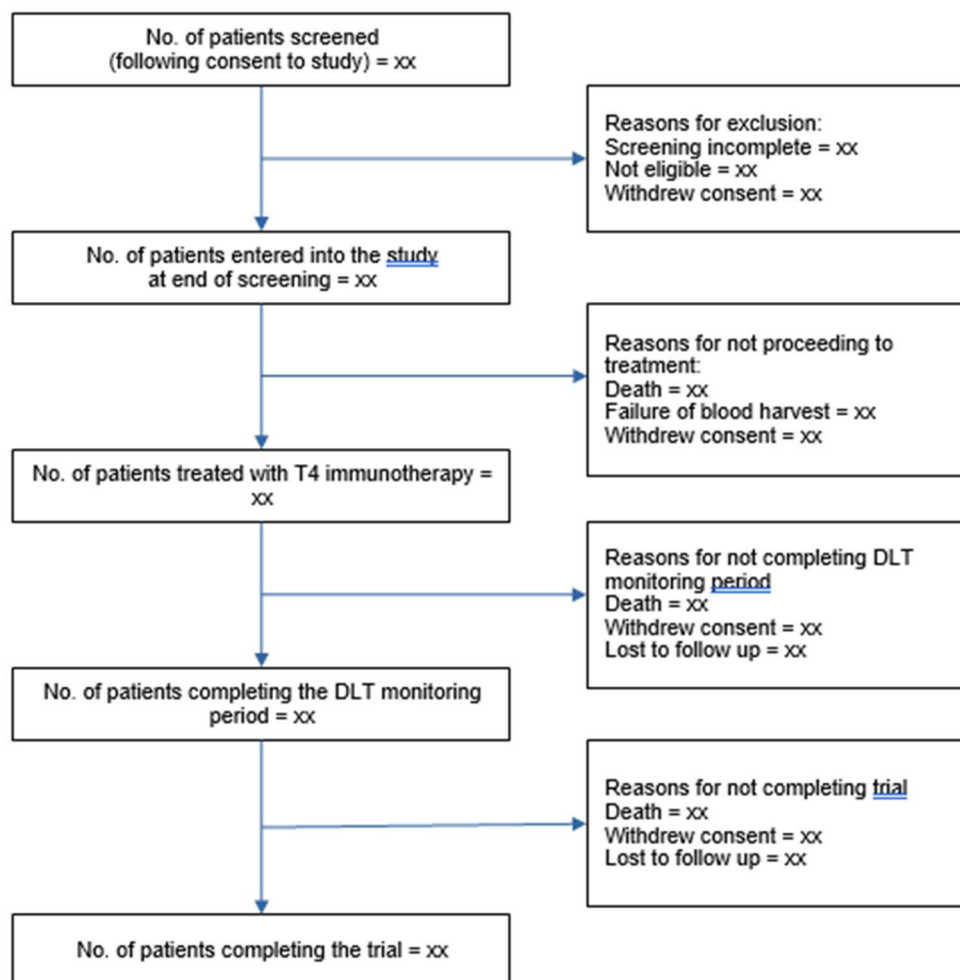 No. of patients screened
(following consent to study) = xx
Reasons for exclusion:
Screening incomplete = xx
Not eligible = xx
Withdrew consent = xx
No. of patients entered into the study
at end of screening = xx
Reasons for not proceeding to
treatment:
Death = xx
Failure of blood harvest = xx
Withdrew consent = xx
No. of patients treated with T4 immunotherapy =
xx
Reasons for not completing DLT
monitoring period
Death = xx
Withdrew consent = xx
Lost to follow up = xx
No. of patients completing the DLT monitoring
period = xx
Reasons for not completing trial
Death = xx
Withdrew consent = xx
Lost to follow up = xx
No. of patients completing the trial = xx